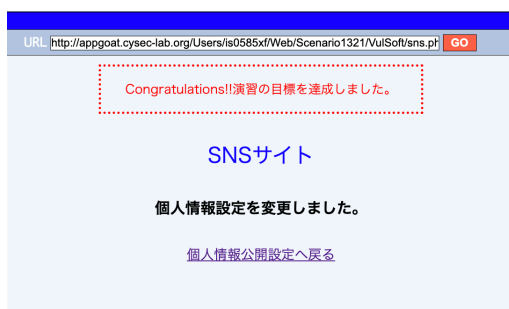 URL http://appgoat.cysec-lab.org/Users/is0585xf/Web/Scenario1321/VulSoft/sns.ph GO
Congratulations!!演習の目標を達成しました。
SNSサイト
個人情報設定を変更しました。
個人情報公開設定へ戻る